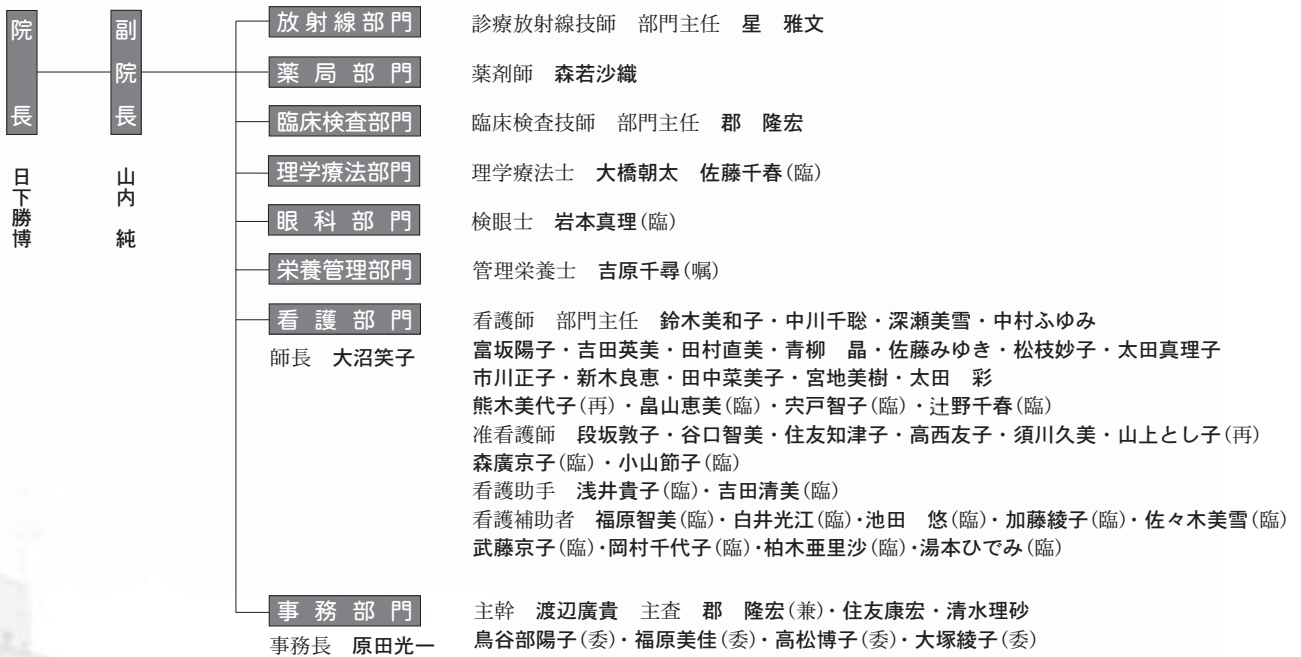 院長
日下勝博
副院長
山内 純
放射線部門 診療放射線技師 部門主任 星 雅文
薬局部門 薬剤師 森若沙織
臨床検査部門 臨床検査技師 部門主任 郡 隆宏
理学療法部門 理学療法士 大橋朝太 佐藤千春(臨)
眼科部門 検眼士 岩本真理(臨)
栄養管理部門 管理栄養士 吉原千尋(嘱)
看護部門 看護師 部門主任 鈴木美和子・中川千聡・深瀬美雪・中村ふゆみ
師長 大沼笑子
富坂陽子・吉田英美・田村直美・青柳 晶・佐藤みゆき・松枝妙子・太田真理子
市川正子・新木良恵・田中菜美子・宮地美樹・太田 彩
熊木美代子(再)・畠山恵美(臨)・宍戸智子(臨)・辻野千春(臨)
准看護師 段坂敦子・谷口智美・住友知津子・高西友子・須川久美・山上とし子(再)
森廣京子(臨)・小山節子(臨)
看護助手 浅井貴子(臨)・吉田清美(臨)
看護補助者 福原智美(臨)・白井光江(臨)・池田 悠(臨)・加藤綾子(臨)・佐々木美雪(臨)
武藤京子(臨)・岡村千代子(臨)・柏木亜里沙(臨)・湯本ひでみ(臨)
事務部門 主幹 渡辺廣貴 主査 郡 隆宏(兼)・住友康宏・清水理砂
事務長 原田光一 鳥谷部陽子(委)・福原美佳(委)・高松博子(委)・大塚綾子(委)